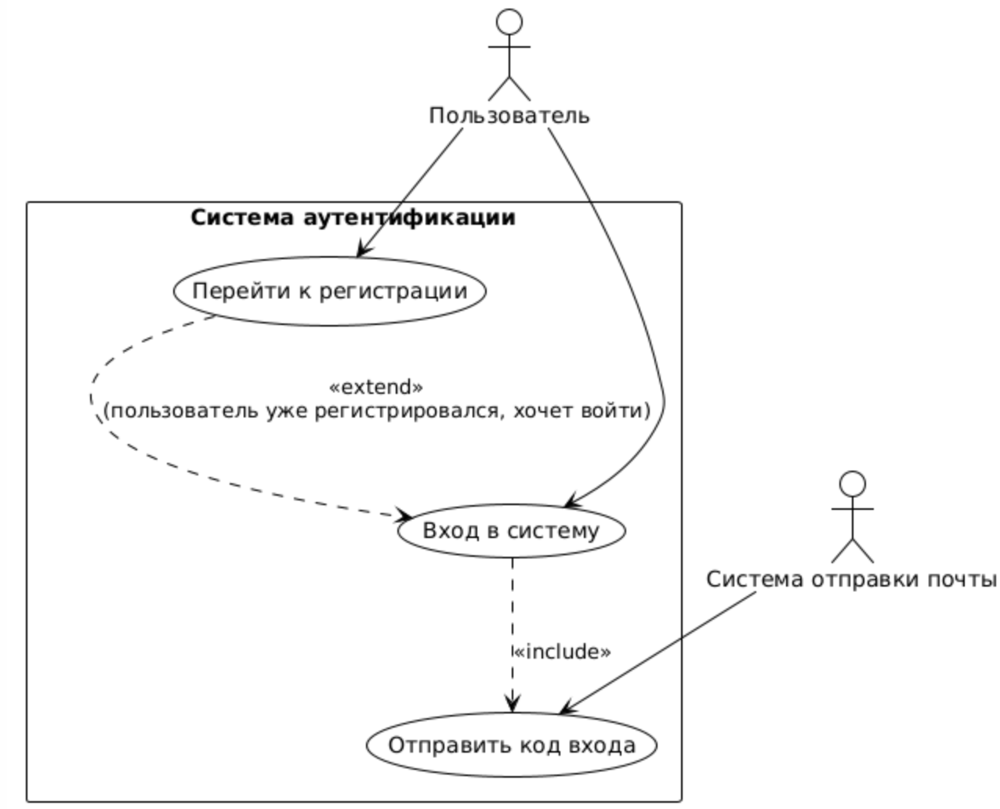 Пользователь
Система аутентификации
Перейти к регистрации
«extend»
(пользователь уже регистрировался, хочет войти)
Вход в систему
Система отправки почты
«include»
Отправить код входа